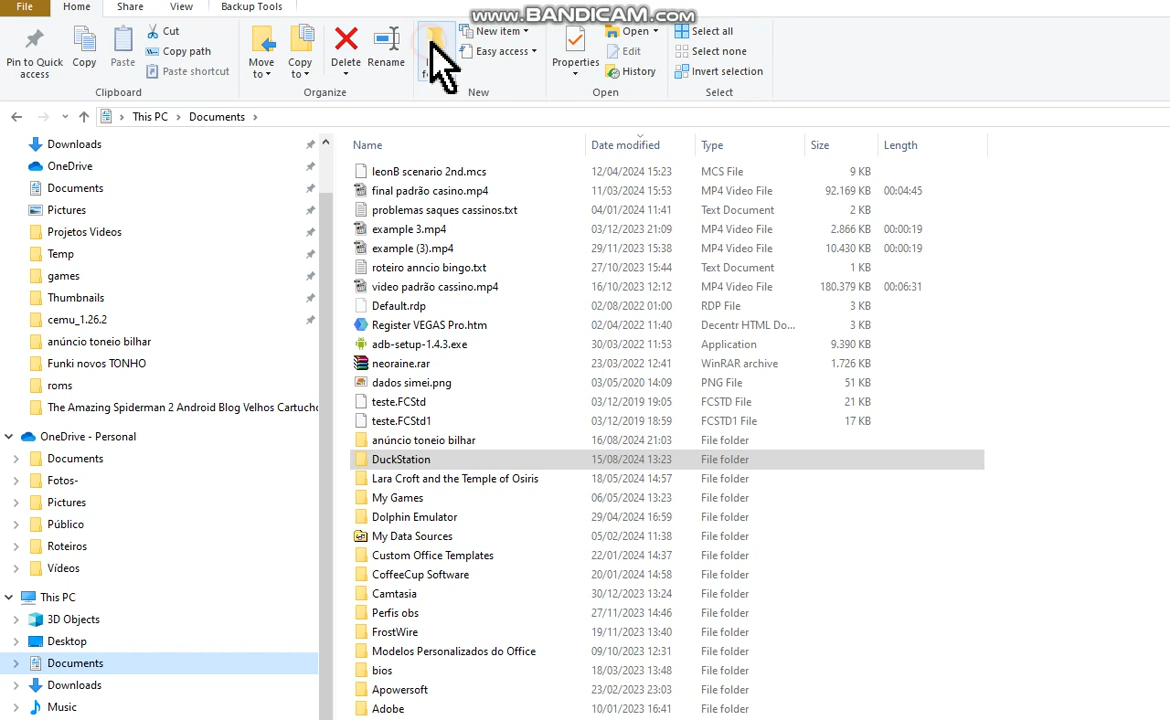 File Home Share View Backup Tools
www.BANDICAM.com
Pin to Quick access
Copy
Paste
Cut
Copy path
Paste shortcut
Move to
Copy to
Delete
Rename
New item
Easy access
Properties
Open
Edit
History
Select all
Select none
Invert selection
Clipboard Organize New Open Select
This PC > Documents >
Downloads
OneDrive
Documents
Pictures
Projetos Videos
Temp
games
Thumbnails
cemu_1.26.2
anúncio toneio bilhar
Funki novos TONHO
roms
The Amazing Spiderman 2 Android Blog Velhos Cartucho
OneDrive - Personal
Documents
Fotos-
Pictures
Público
Roteiros
Vídeos
This PC
3D Objects
Desktop
Documents
Downloads
Music
Name Date modified Type Size Length
leonB scenario 2nd.mcs 12/04/2024 15:23 MCS File 9 KB
final padrão casino.mp4 11/03/2024 15:53 MP4 Video File 92.169 KB 00:04:45
problemas saques cassinos.txt 04/01/2024 11:41 Text Document 2 KB
example 3.mp4 03/12/2023 21:09 MP4 Video File 2.866 KB 00:00:19
example (3).mp4 29/11/2023 15:38 MP4 Video File 10.430 KB 00:00:19
roteiro anncio bingo.txt 27/10/2023 15:44 Text Document 1 KB
video padrão cassino.mp4 16/10/2023 12:12 MP4 Video File 180.379 KB 00:06:31
Default.rdp 02/08/2022 01:00 RDP File 3 KB
Register VEGAS Pro.htm 02/04/2022 11:40 Decentr HTML Do... 3 KB
adb-setup-1.4.3.exe 30/03/2022 11:53 Application 9.390 KB
neoraine.rar 23/03/2022 12:41 WinRAR archive 1.726 KB
dados simei.png 03/05/2020 14:09 PNG File 51 KB
teste.FCStd 03/12/2019 19:05 FCSTD File 21 KB
teste.FCStd1 03/12/2019 18:59 FCSTD1 File 17 KB
anúncio toneio bilhar 16/08/2024 21:03 File folder
DuckStation 15/08/2024 13:23 File folder
Lara Croft and the Temple of Osiris 18/05/2024 14:57 File folder
My Games 06/05/2024 13:23 File folder
Dolphin Emulator 29/04/2024 16:59 File folder
My Data Sources 05/02/2024 11:38 File folder
Custom Office Templates 22/01/2024 14:37 File folder
CoffeeCup Software 20/01/2024 14:58 File folder
Camtasia 30/12/2023 13:24 File folder
Perfis obs 27/11/2023 14:46 File folder
FrostWire 19/11/2023 13:40 File folder
Modelos Personalizados do Office 09/10/2023 12:31 File folder
bios 18/03/2023 13:48 File folder
Apowersoft 23/02/2023 23:03 File folder
Adobe 10/01/2023 16:41 File folder